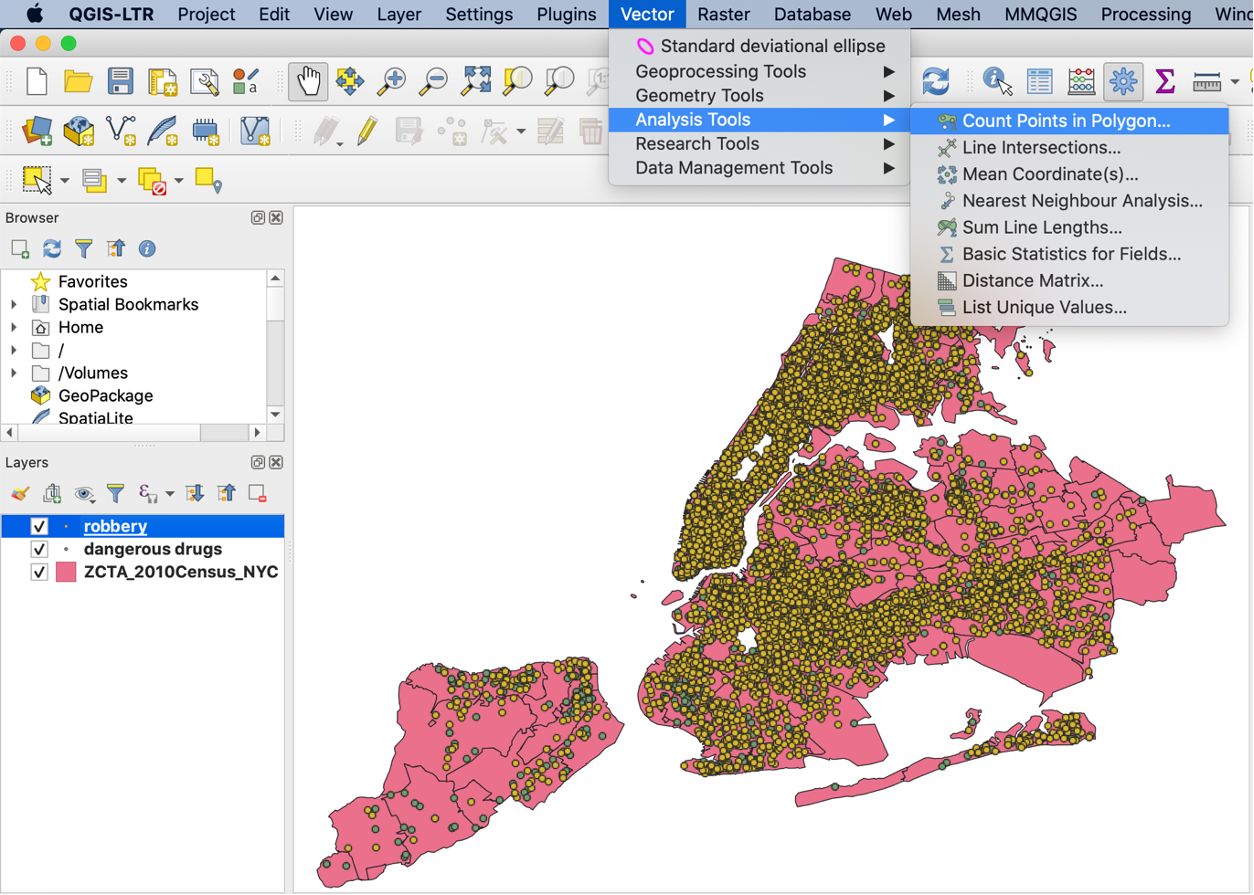 QGIS-LTR Project Edit View Layer Settings Plugins Vector Raster Database Web Mesh MMQGIS Processing Wind
Standard deviational ellipse
Geoprocessing Tools
Geometry Tools
Analysis Tools
Research Tools
Data Management Tools
Count Points in Polygon...
Line Intersections...
Mean Coordinate(s)...
Nearest Neighbour Analysis...
Sum Line Lengths...
Basic Statistics for Fields...
Distance Matrix...
List Unique Values...
Browser
Favorites
Spatial Bookmarks
Home
/
/Volumes
GeoPackage
SpatiaLite
Layers
robbery
dangerous drugs
ZCTA_2010Census_NYC